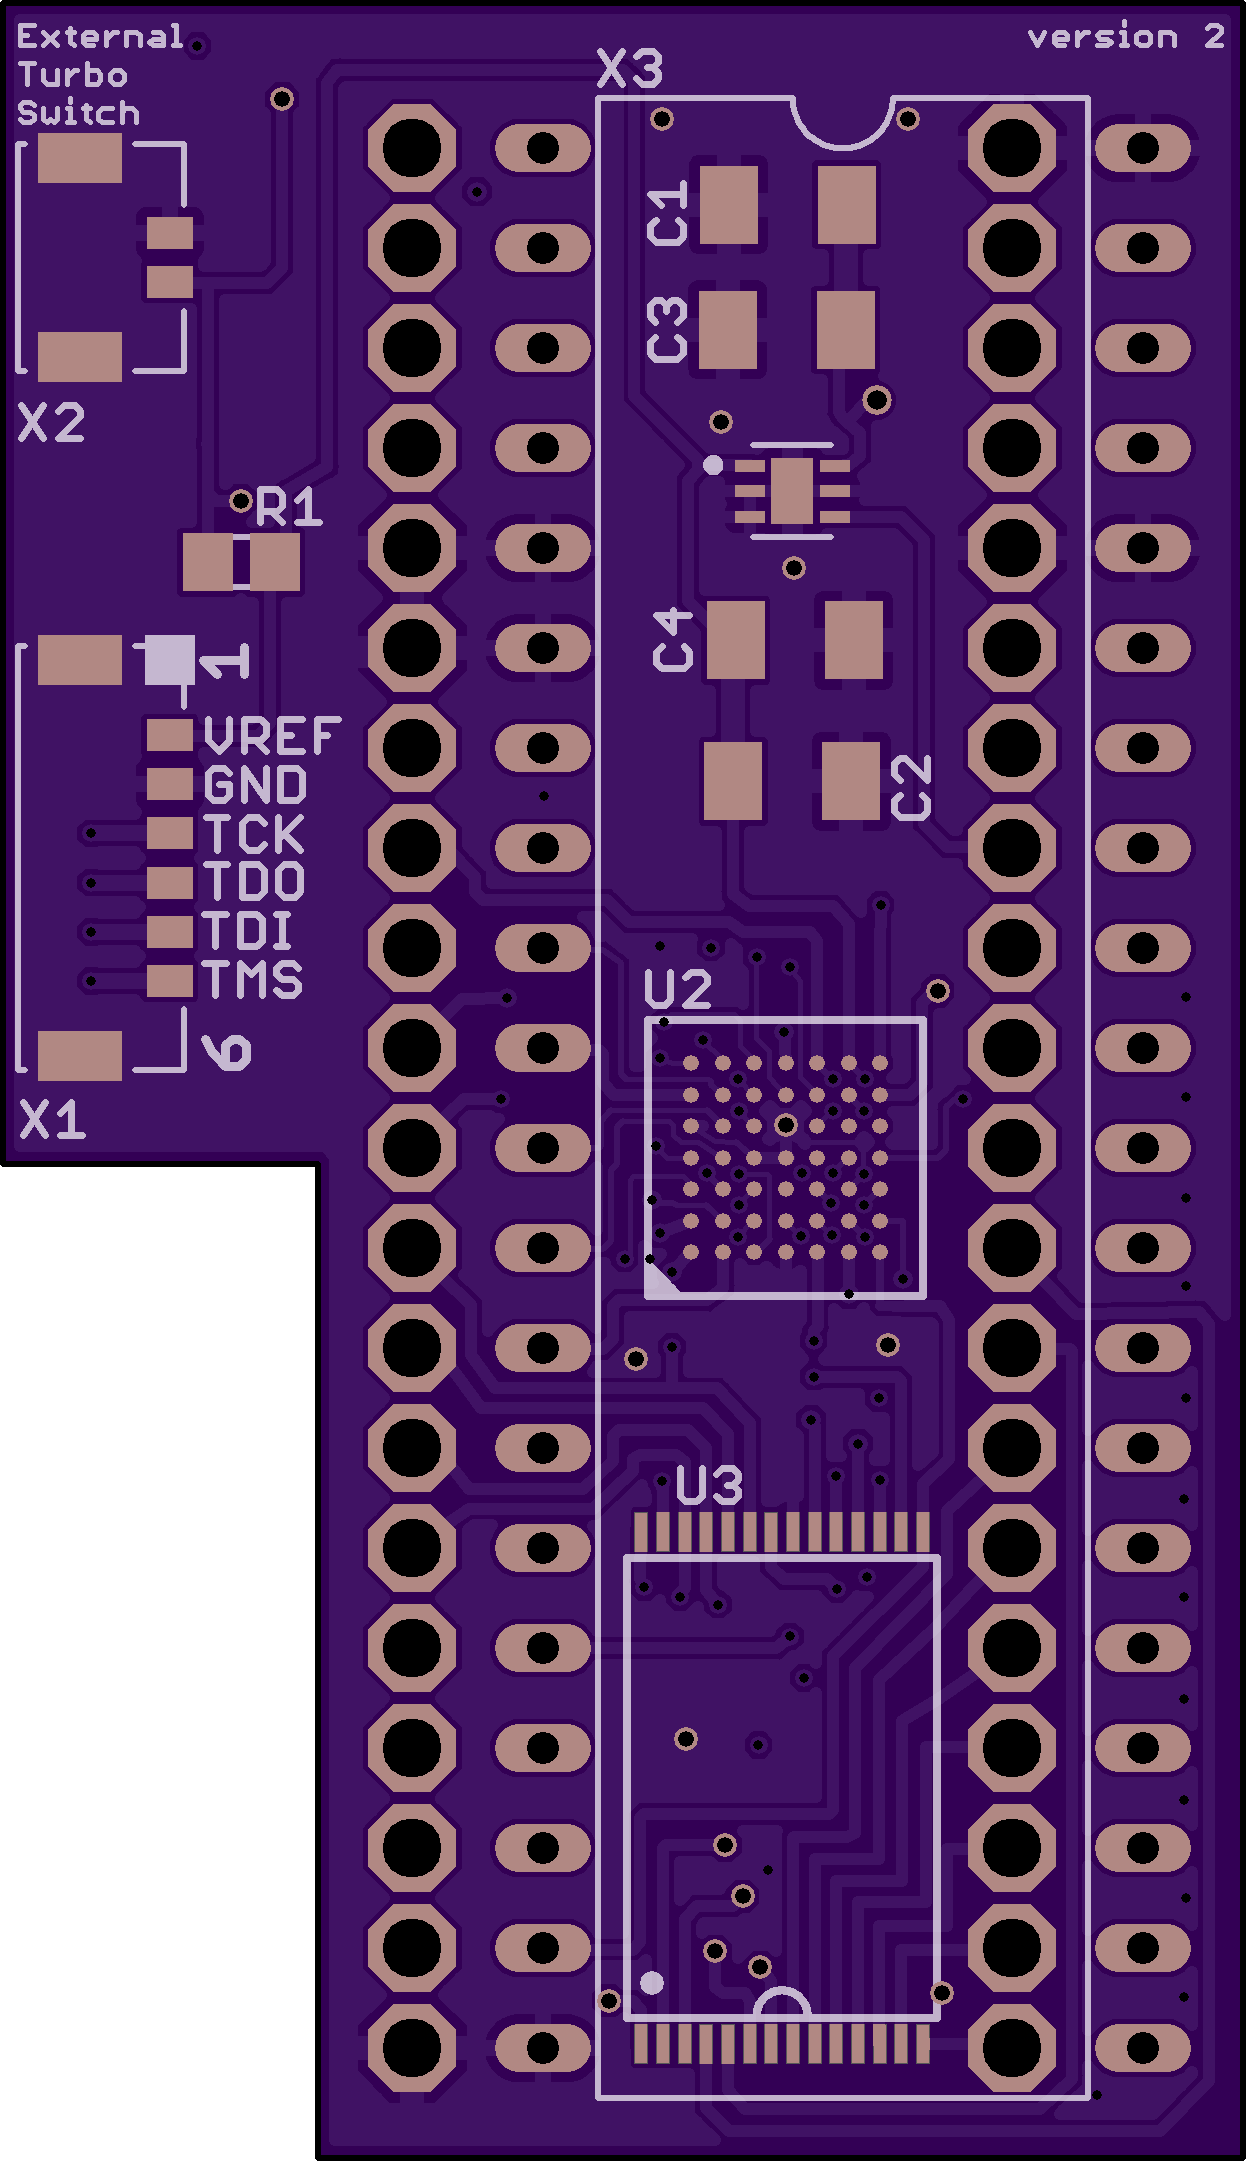 External
Turbo
Switch
version 2
X3
C1
C3
X2
R1
C4
1
VREF
GND
C2
TCK
TDO
TDI
TMS
U2
6
X1
U3